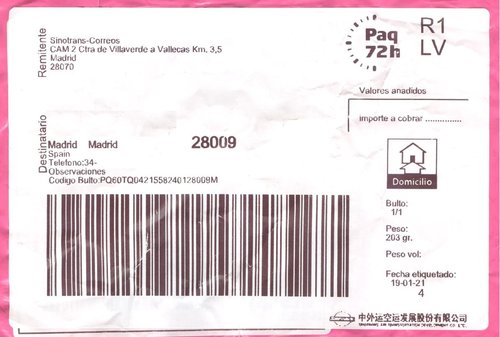 Remitente
Sinotrans-Correos
CAM 2 Ctra de Villaverde a Vallecas Km. 3,5
Madrid
28070
Paq
72h
R1
LV
Valores añadidos
importe a cobrar ...............
Destinatario
Madrid Madrid 28009
Spain
Telefono:34-
Observaciones
Codigo Bulto:PQ60TQ0421558240128009M
Domicilio
Bulto:
1/1
Peso:
203 gr.
Peso vol:
Fecha etiquetado:
19-01-21
4
中外运空运发展股份有限公司